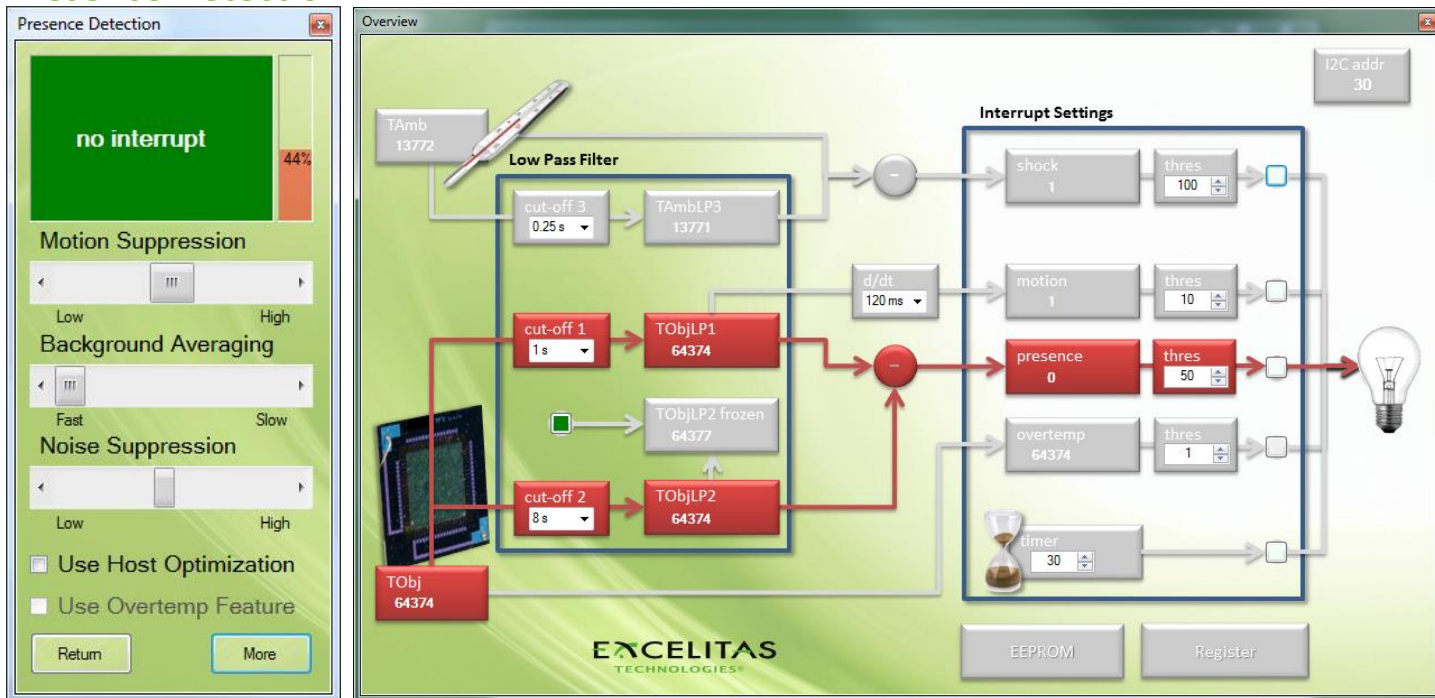 Presence Detection
no interrupt
44%
Motion Suppression
Low High
Background Averaging
Fast Slow
Noise Suppression
Low High
Use Host Optimization
Use Overtemp Feature
Return More
Overview
I2C addr
30
TAmb
13772
Low Pass Filter
cut-off 3
0.25 s
TAmbLP3
13771
-
Interrupt Settings
shock
1
thres
100
d/dt
120 ms
motion
1
thres
10
cut-off 1
1 s
TObjLP1
64374
-
presence
0
thres
50
TObjLP2 frozen
64377
overtemp
64374
thres
1
cut-off 2
8 s
TObjLP2
64374
timer
30
TObj
64374
EXCELITAS
TECHNOLOGIES®
EEPROM
Register